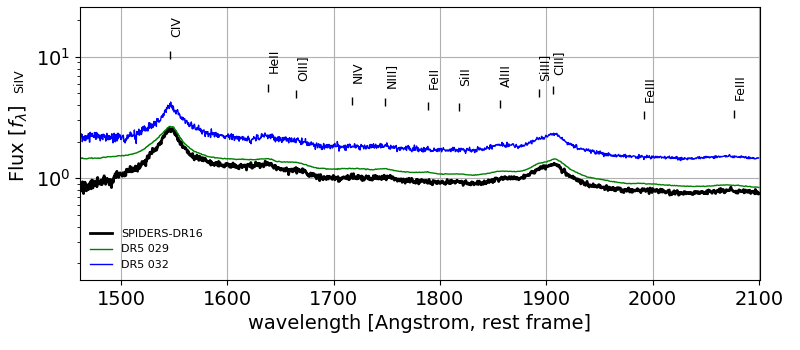 CIV
HeII
OIII]
NIV
NIII]
FeII
SiII
AlIII
SiIII]
CIII]
FeIII
FeIII
SiIV
Flux [fλ]
10¹
10⁰
SPIDERS-DR16
DR5 029
DR5 032
1500 1600 1700 1800 1900 2000 2100
wavelength [Angstrom, rest frame]